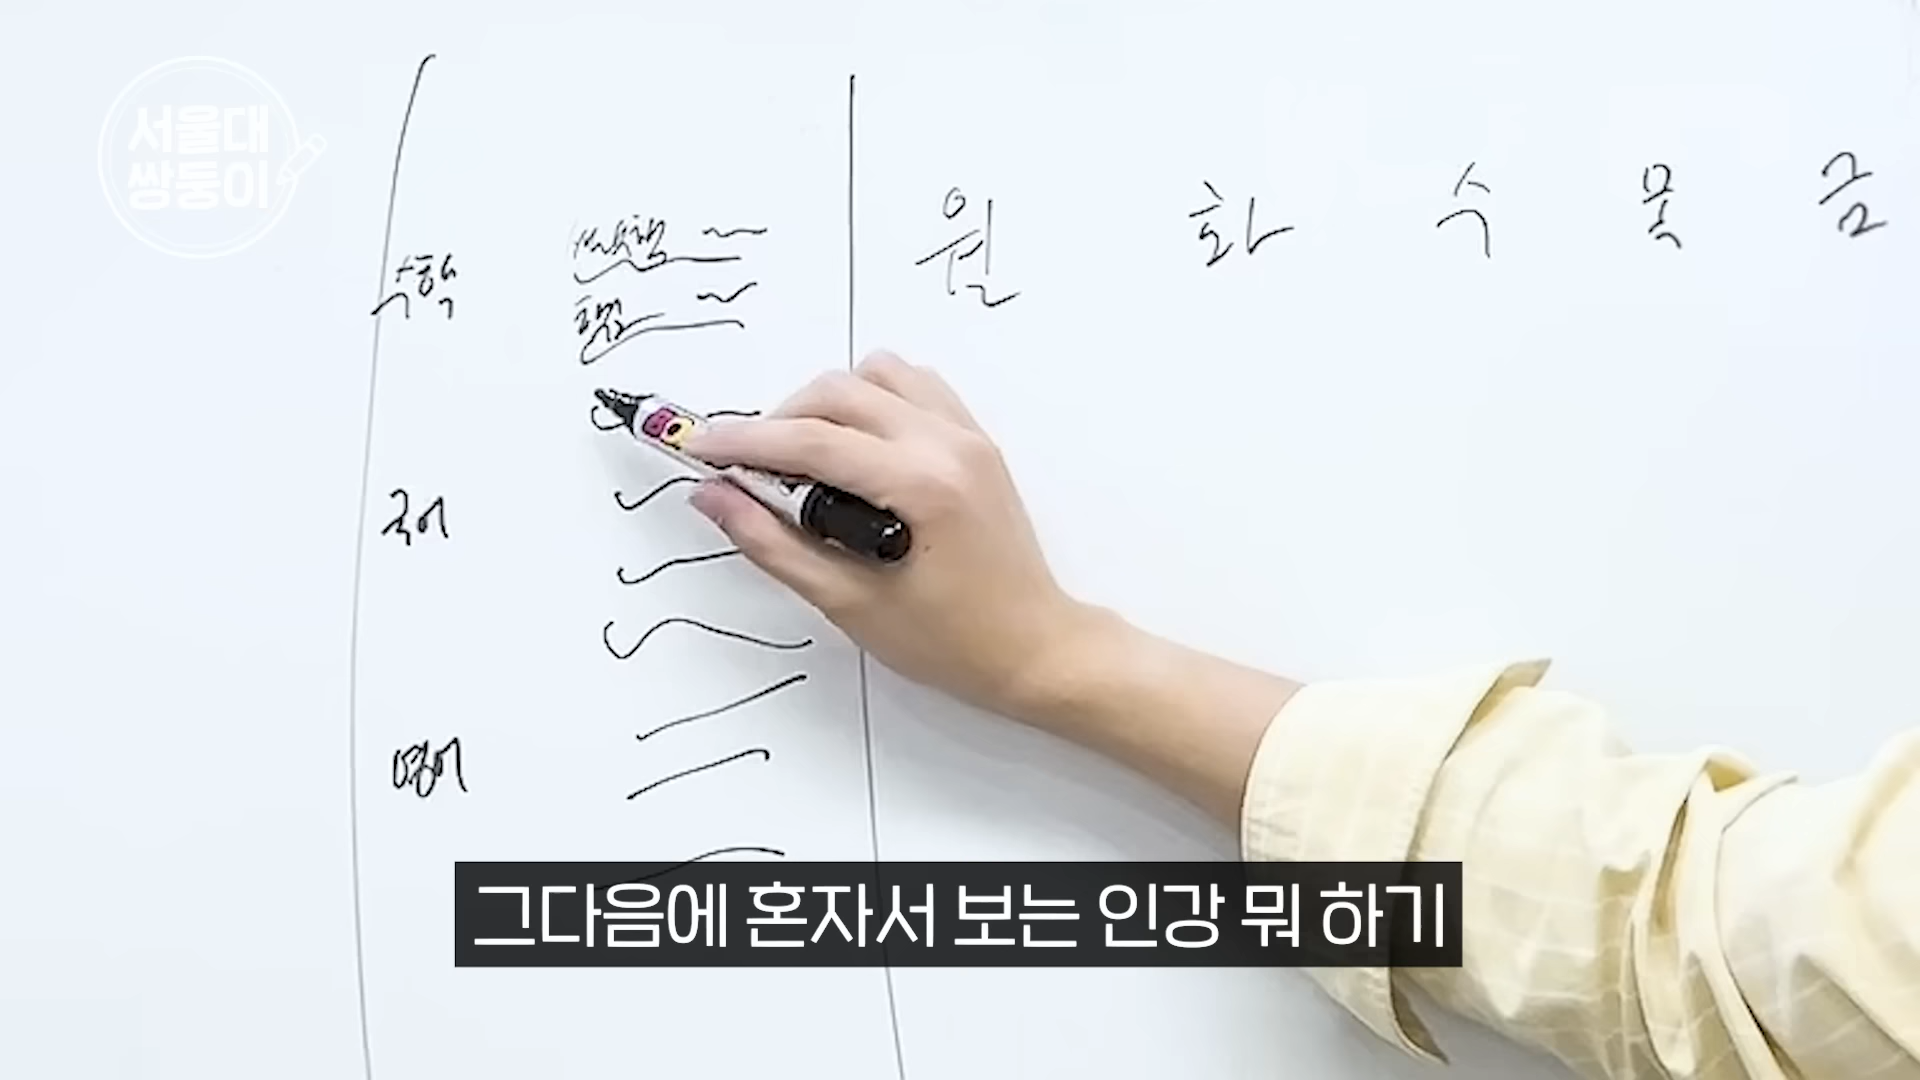 서울대
쌍둥이
월 화 수 목 금
수학
국어
영어
그다음에 혼자서 보는 인강 뭐 하기